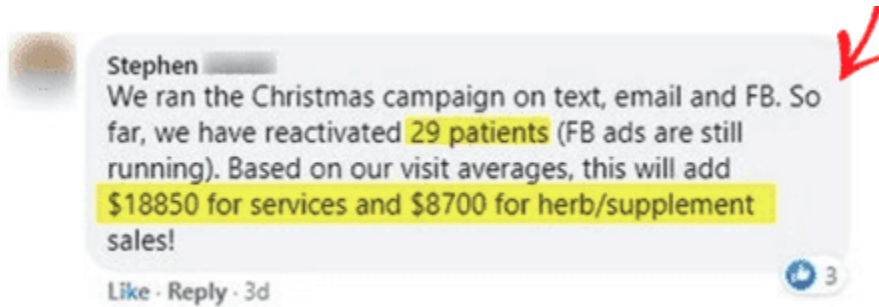 Stephen
We ran the Christmas campaign on text, email and FB. So
far, we have reactivated 29 patients (FB ads are still
running). Based on our visit averages, this will add
$18850 for services and $8700 for herb/supplement
sales!
Like · Reply · 3d
3